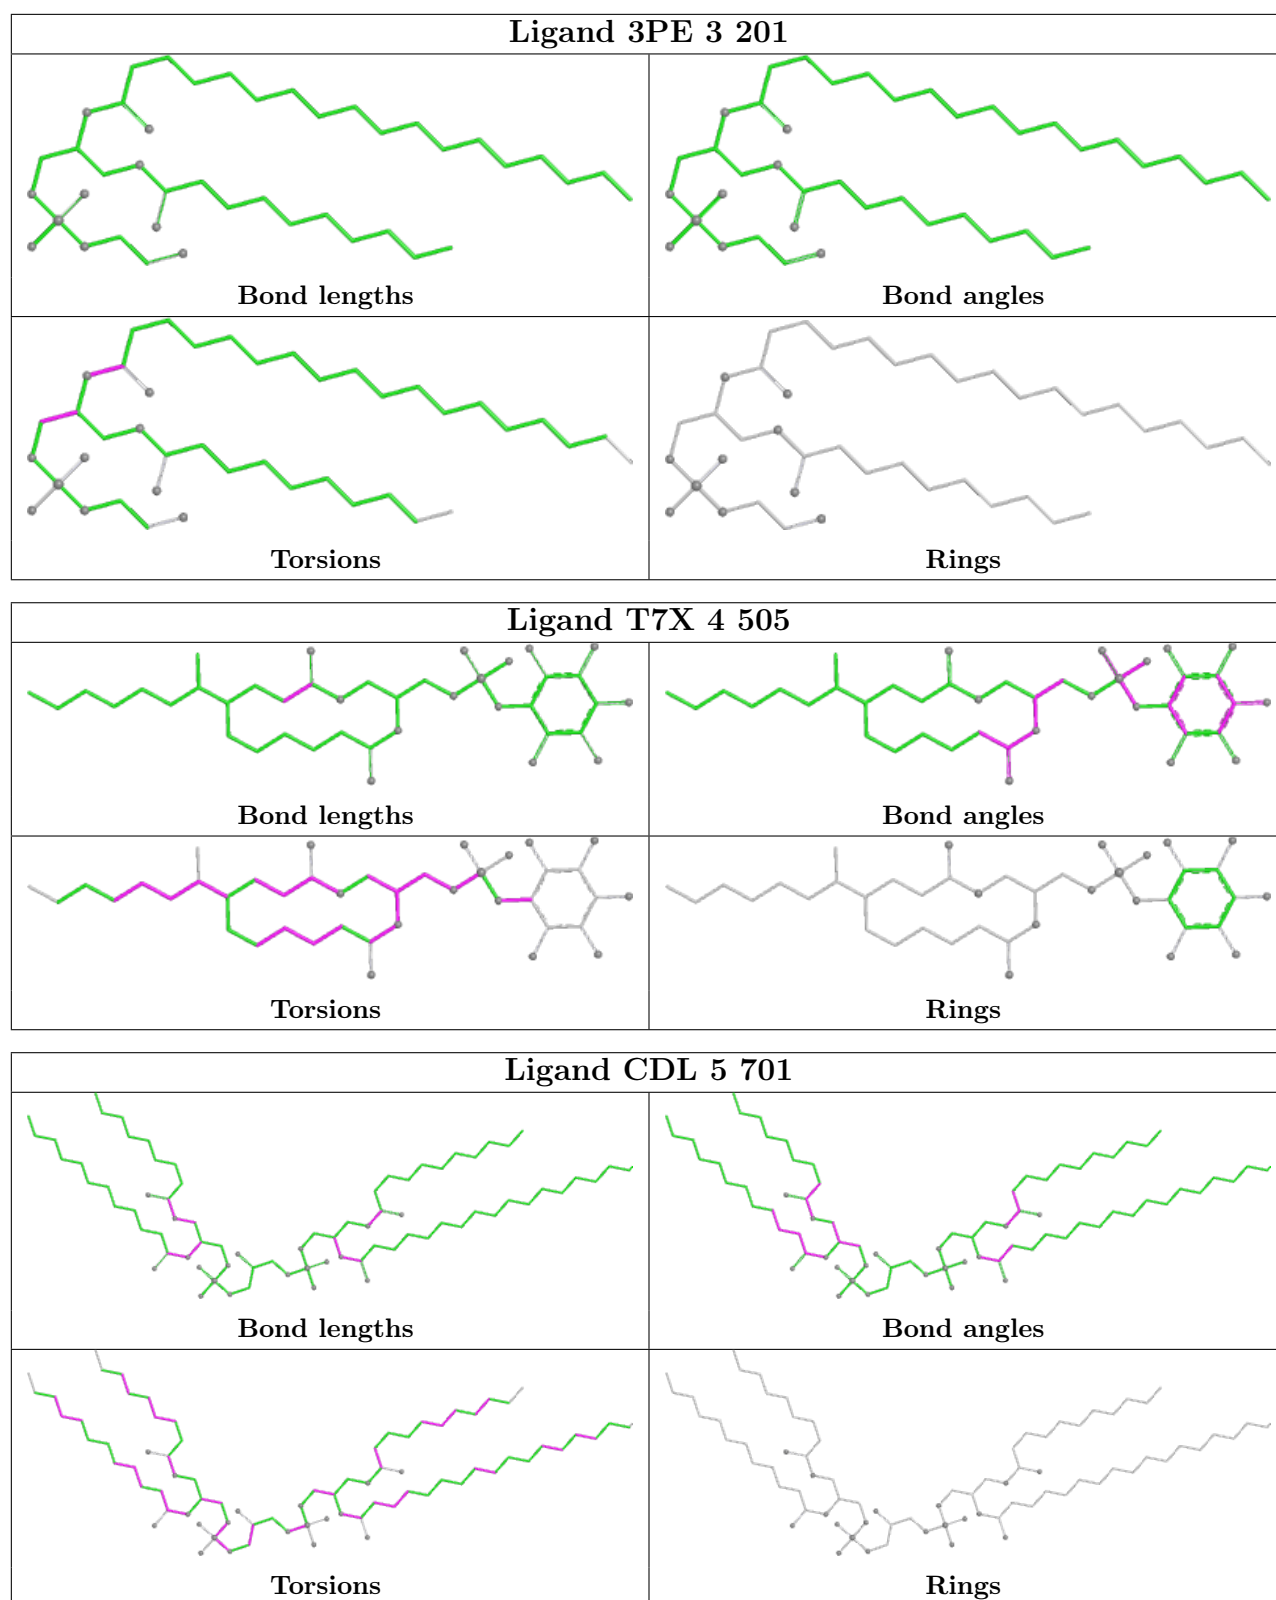 Ligand 3PE 3 201
Bond lengths
Bond angles
Torsions
Rings
Ligand T7X 4 505
Bond lengths
Bond angles
Torsions
Rings
Ligand CDL 5 701
Bond lengths
Bond angles
Torsions
Rings